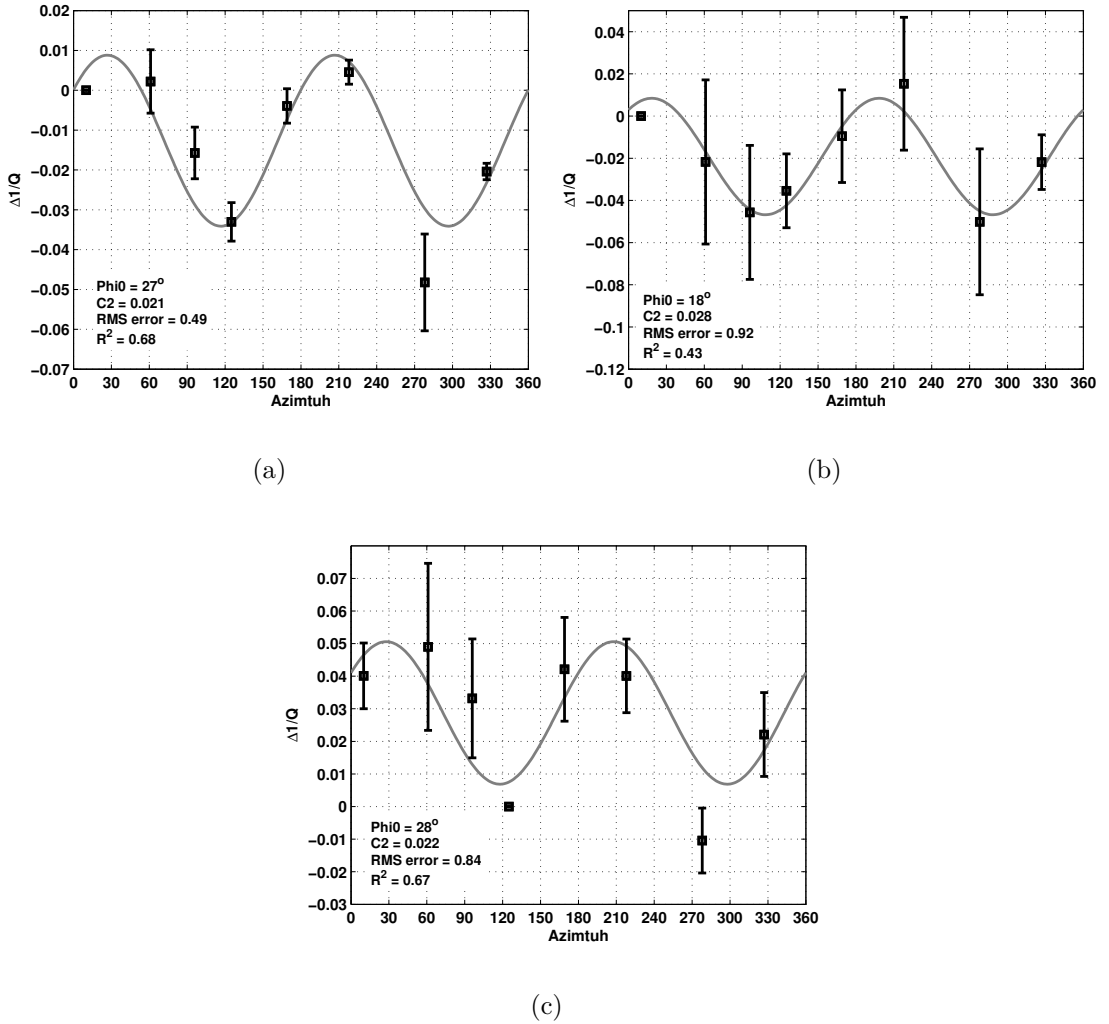 0.02
0.01
0
−0.01
−0.02
−0.03
−0.04
−0.05
−0.06
−0.07
Δ1/Q
Phi0 = 27°
C2 = 0.021
RMS error = 0.49
R² = 0.68
0 30 60 90 120 150 180 210 240 270 300 330 360
Azimtuh
(a)
0.04
0.02
0
−0.02
−0.04
−0.06
−0.08
−0.1
−0.12
Δ1/Q
Phi0 = 18°
C2 = 0.028
RMS error = 0.92
R² = 0.43
0 30 60 90 120 150 180 210 240 270 300 330 360
Azimtuh
(b)
0.07
0.06
0.05
0.04
0.03
0.02
0.01
0
−0.01
−0.02
−0.03
Δ1/Q
Phi0 = 28°
C2 = 0.022
RMS error = 0.84
R² = 0.67
0 30 60 90 120 150 180 210 240 270 300 330 360
Azimtuh
(c)